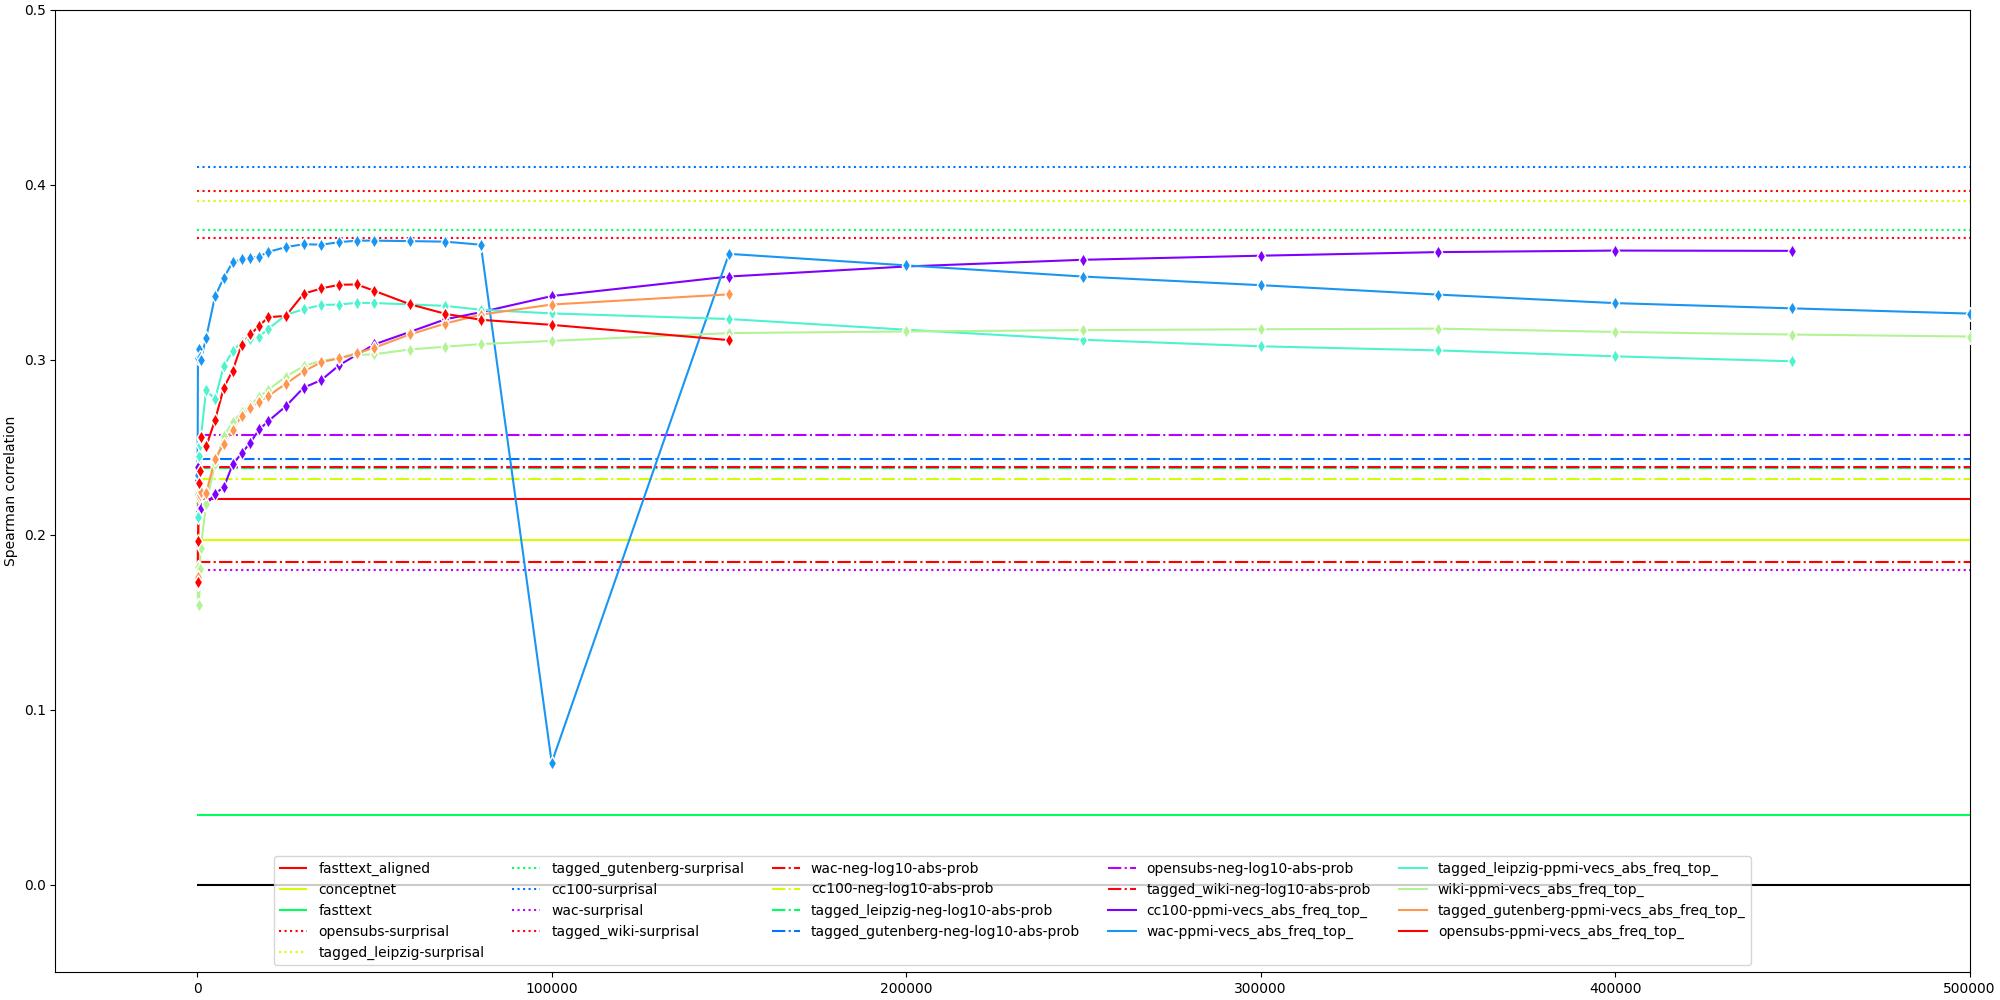 0.5
0.4
0.3
0.2
0.1
0.0
Spearman correlation
fasttext_aligned
conceptnet
fasttext
opensubs-surprisal
tagged_leipzig-surprisal
tagged_gutenberg-surprisal
cc100-surprisal
wac-surprisal
tagged_wiki-surprisal
wac-neg-log10-abs-prob
cc100-neg-log10-abs-prob
tagged_leipzig-neg-log10-abs-prob
tagged_gutenberg-neg-log10-abs-prob
opensubs-neg-log10-abs-prob
tagged_wiki-neg-log10-abs-prob
cc100-ppmi-vecs_abs_freq_top_
wac-ppmi-vecs_abs_freq_top_
tagged_leipzig-ppmi-vecs_abs_freq_top_
wiki-ppmi-vecs_abs_freq_top_
tagged_gutenberg-ppmi-vecs_abs_freq_top_
opensubs-ppmi-vecs_abs_freq_top_
0 100000 200000 300000 400000 500000